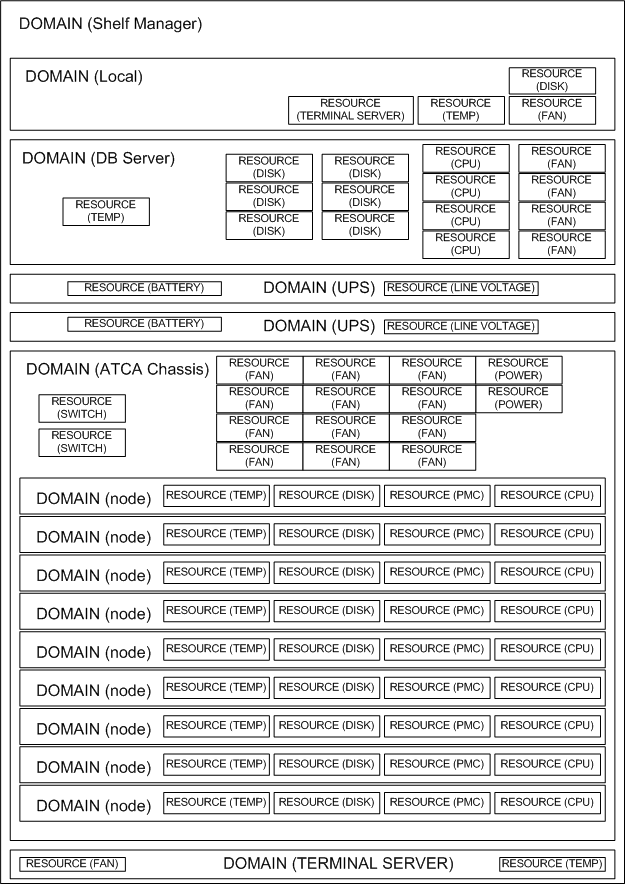 DOMAIN (Shelf Manager)
DOMAIN (Local)
RESOURCE
(DISK)
RESOURCE
(TERMINAL SERVER)
RESOURCE
(TEMP)
RESOURCE
(FAN)
DOMAIN (DB Server)
RESOURCE
(TEMP)
RESOURCE
(DISK)
RESOURCE
(DISK)
RESOURCE
(DISK)
RESOURCE
(DISK)
RESOURCE
(DISK)
RESOURCE
(DISK)
RESOURCE
(CPU)
RESOURCE
(CPU)
RESOURCE
(CPU)
RESOURCE
(CPU)
RESOURCE
(FAN)
RESOURCE
(FAN)
RESOURCE
(FAN)
RESOURCE
(FAN)
RESOURCE (BATTERY)
DOMAIN (UPS)
RESOURCE (LINE VOLTAGE)
RESOURCE (BATTERY)
DOMAIN (UPS)
RESOURCE (LINE VOLTAGE)
DOMAIN (ATCA Chassis)
RESOURCE
(SWITCH)
RESOURCE
(SWITCH)
RESOURCE
(FAN)
RESOURCE
(FAN)
RESOURCE
(FAN)
RESOURCE
(POWER)
RESOURCE
(FAN)
RESOURCE
(FAN)
RESOURCE
(FAN)
RESOURCE
(POWER)
RESOURCE
(FAN)
RESOURCE
(FAN)
RESOURCE
(FAN)
RESOURCE
(FAN)
RESOURCE
(FAN)
RESOURCE
(FAN)
DOMAIN (node) RESOURCE (TEMP) RESOURCE (DISK) RESOURCE (PMC) RESOURCE (CPU)
DOMAIN (node) RESOURCE (TEMP) RESOURCE (DISK) RESOURCE (PMC) RESOURCE (CPU)
DOMAIN (node) RESOURCE (TEMP) RESOURCE (DISK) RESOURCE (PMC) RESOURCE (CPU)
DOMAIN (node) RESOURCE (TEMP) RESOURCE (DISK) RESOURCE (PMC) RESOURCE (CPU)
DOMAIN (node) RESOURCE (TEMP) RESOURCE (DISK) RESOURCE (PMC) RESOURCE (CPU)
DOMAIN (node) RESOURCE (TEMP) RESOURCE (DISK) RESOURCE (PMC) RESOURCE (CPU)
DOMAIN (node) RESOURCE (TEMP) RESOURCE (DISK) RESOURCE (PMC) RESOURCE (CPU)
DOMAIN (node) RESOURCE (TEMP) RESOURCE (DISK) RESOURCE (PMC) RESOURCE (CPU)
DOMAIN (node) RESOURCE (TEMP) RESOURCE (DISK) RESOURCE (PMC) RESOURCE (CPU)
RESOURCE (FAN) DOMAIN (TERMINAL SERVER) RESOURCE (TEMP)